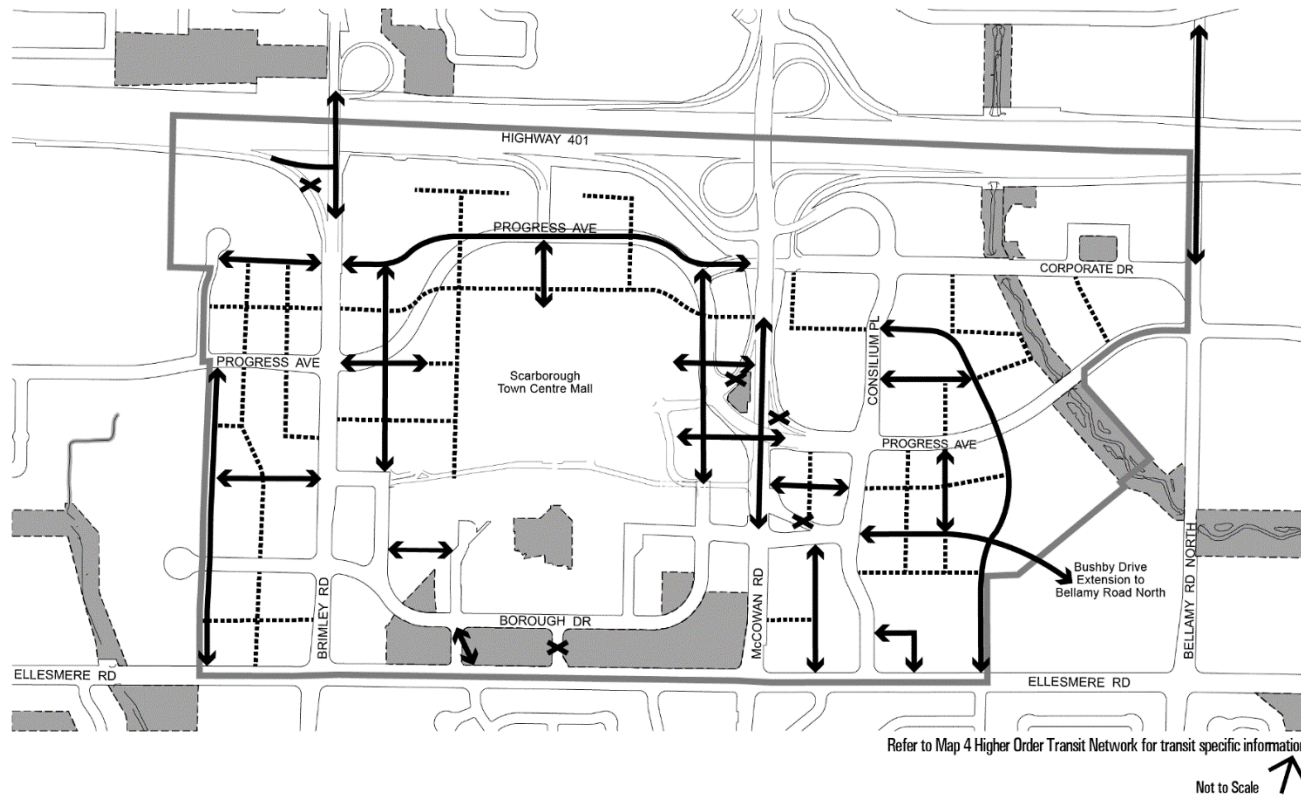 HIGHWAY 401
PROGRESS AVE
CORPORATE DR
PROGRESS AVE
Scarborough
Town Centre Mall
CONSILIUM PL
PROGRESS AVE
Bushby Drive
Extension to
Bellamy Road North
BRIMLEY RD
BOROUGH DR
McCOWAN RD
BELLAMY RD NORTH
ELLESMERE RD
ELLESMERE RD
Refer to Map 4 Higher Order Transit Network for transit specific information
Not to Scale